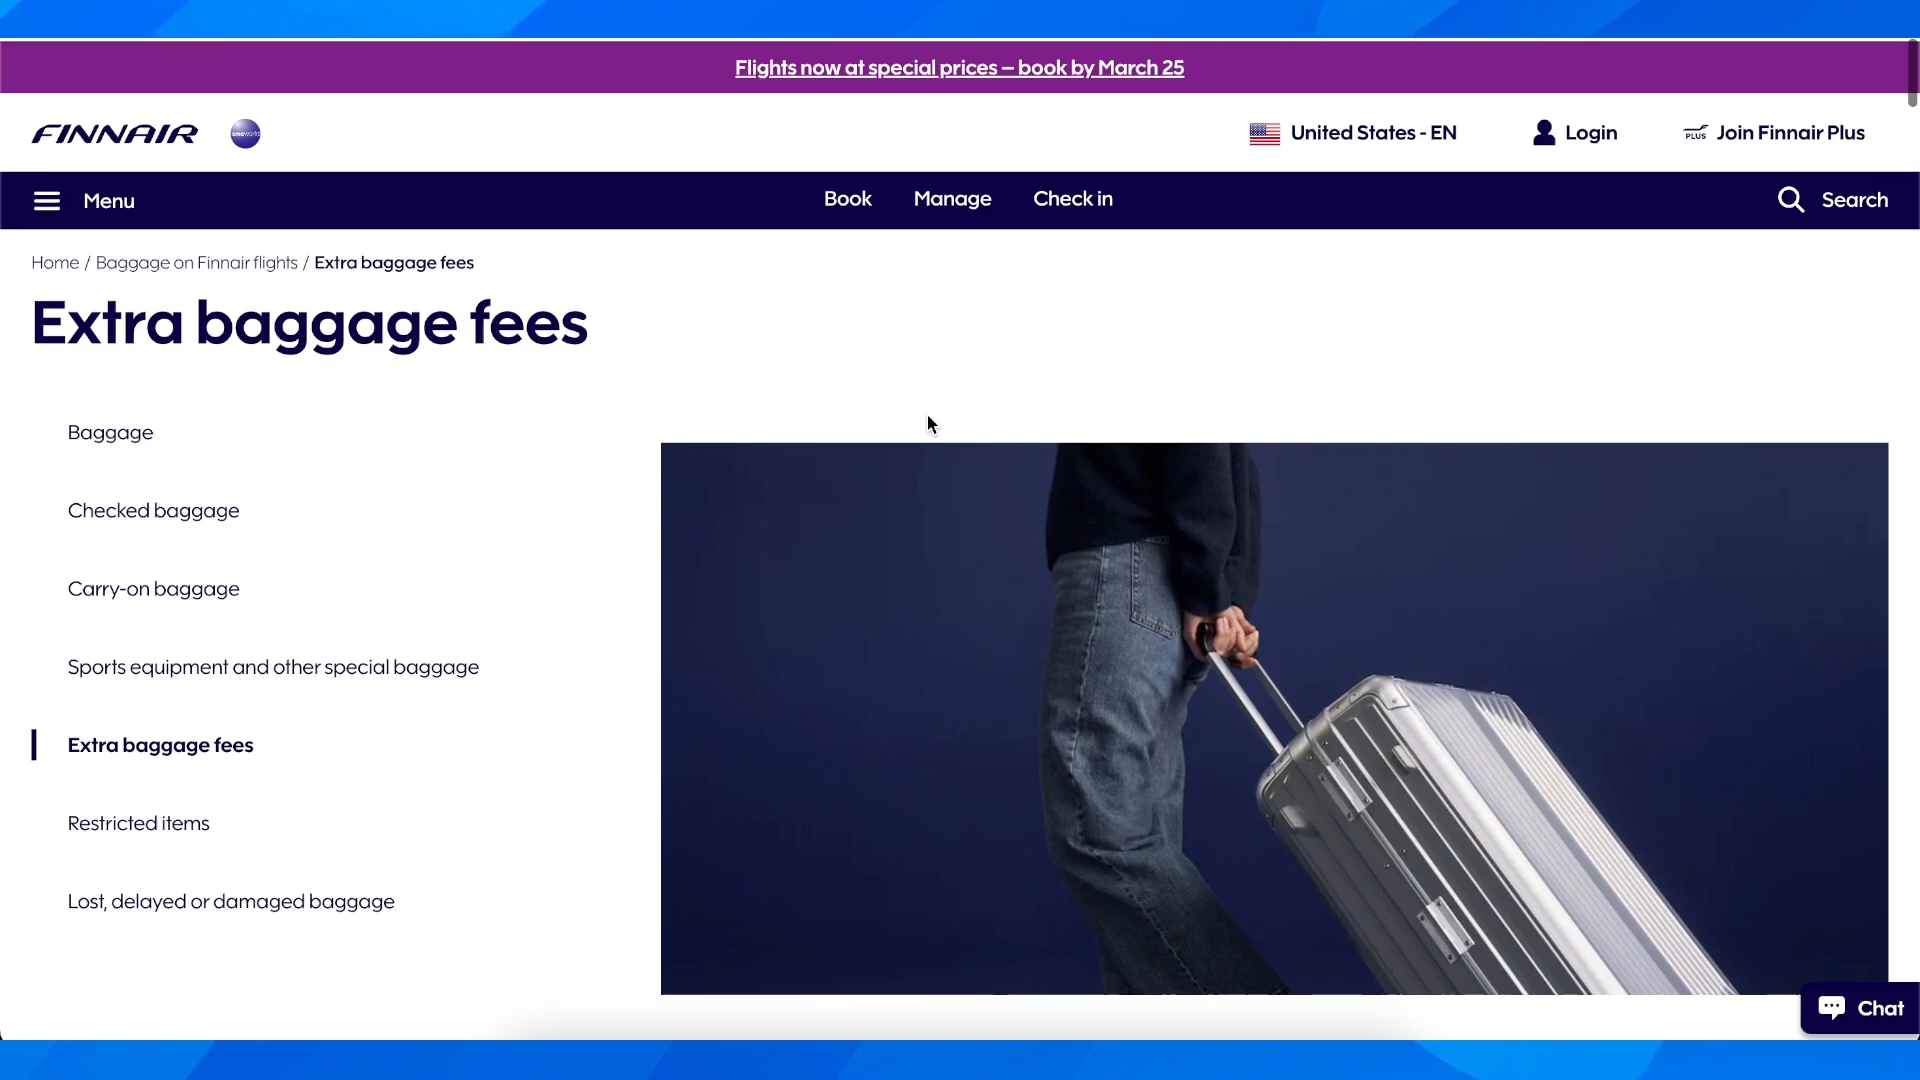 Flights now at special prices – book by March 25
FINNAIR oneworld United States - EN Login PLUS Join Finnair Plus
Menu Book Manage Check in Search
Home / Baggage on Finnair flights / Extra baggage fees
Extra baggage fees
Baggage
Checked baggage
Carry-on baggage
Sports equipment and other special baggage
Extra baggage fees
Restricted items
Lost, delayed or damaged baggage
Chat